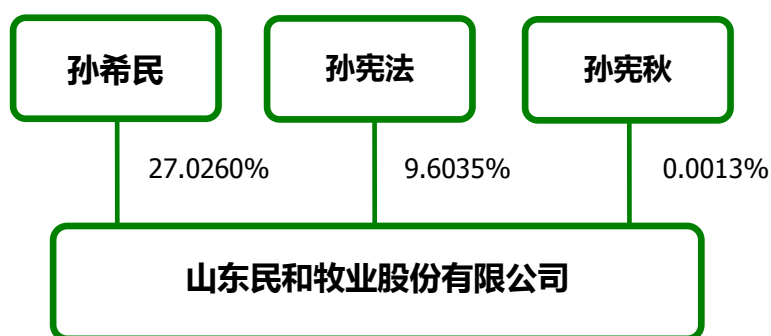 孙希民
孙宪法
孙宪秋
27.0260%
9.6035%
0.0013%
山东民和牧业股份有限公司